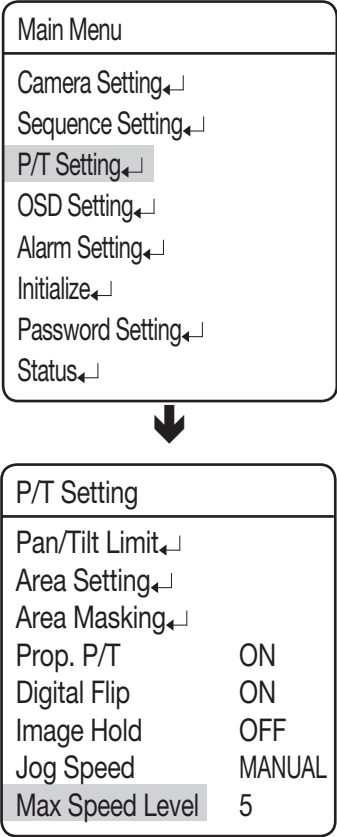 Main Menu
Camera Setting↵
Sequence Setting↵
P/T Setting↵
OSD Setting↵
Alarm Setting↵
Initialize↵
Password Setting↵
Status↵
P/T Setting
Pan/Tilt Limit↵
Area Setting↵
Area Masking↵
Prop. P/T ON
Digital Flip ON
Image Hold OFF
Jog Speed MANUAL
Max Speed Level 5